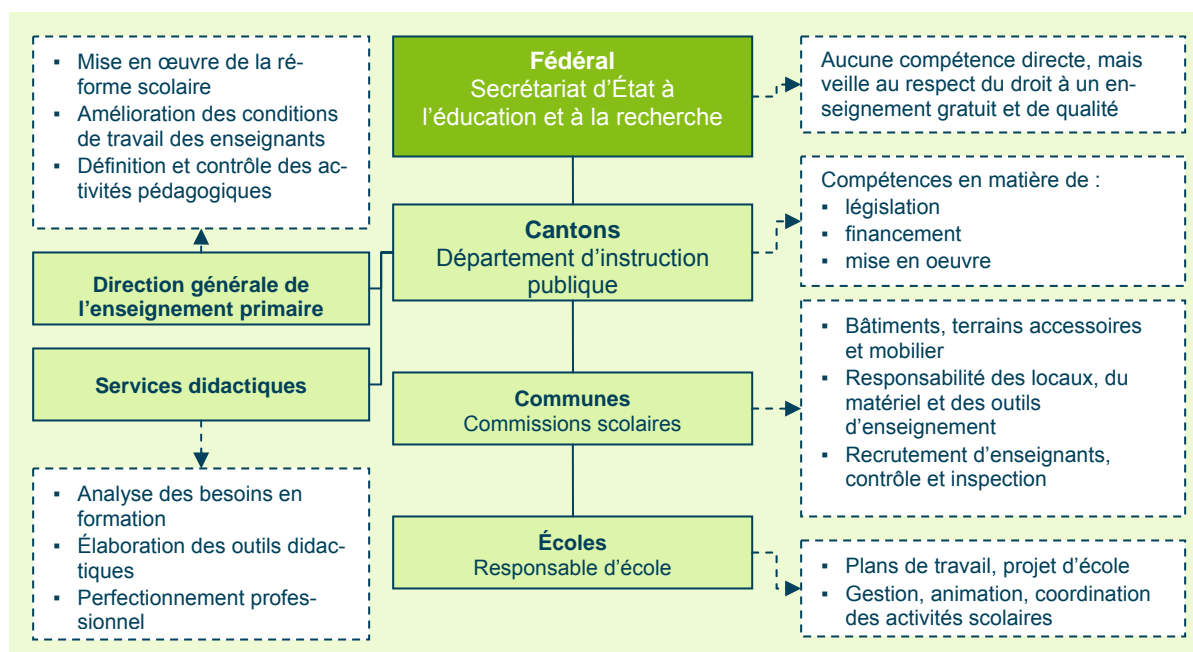 ▪ Mise en œuvre de la ré-
forme scolaire
▪ Amélioration des conditions
de travail des enseignants
▪ Définition et contrôle des ac-
tivités pédagogiques
Fédéral
Secrétariat d’État à
l’éducation et à la recherche
Aucune compétence directe, mais
veille au respect du droit à un en-
seignement gratuit et de qualité
Direction générale de
l’enseignement primaire
Cantons
Département d’instruction
publique
Compétences en matière de :
▪ législation
▪ financement
▪ mise en oeuvre
Services didactiques
Communes
Commissions scolaires
▪ Bâtiments, terrains accessoires
et mobilier
▪ Responsabilité des locaux, du
matériel et des outils
d’enseignement
▪ Recrutement d’enseignants,
contrôle et inspection
▪ Analyse des besoins en
formation
▪ Élaboration des outils didac-
tiques
▪ Perfectionnement profes-
sionnel
Écoles
Responsable d’école
▪ Plans de travail, projet d’école
▪ Gestion, animation, coordination
des activités scolaires